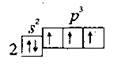 s² p³
2 ↑↓ ↑ ↑ ↑